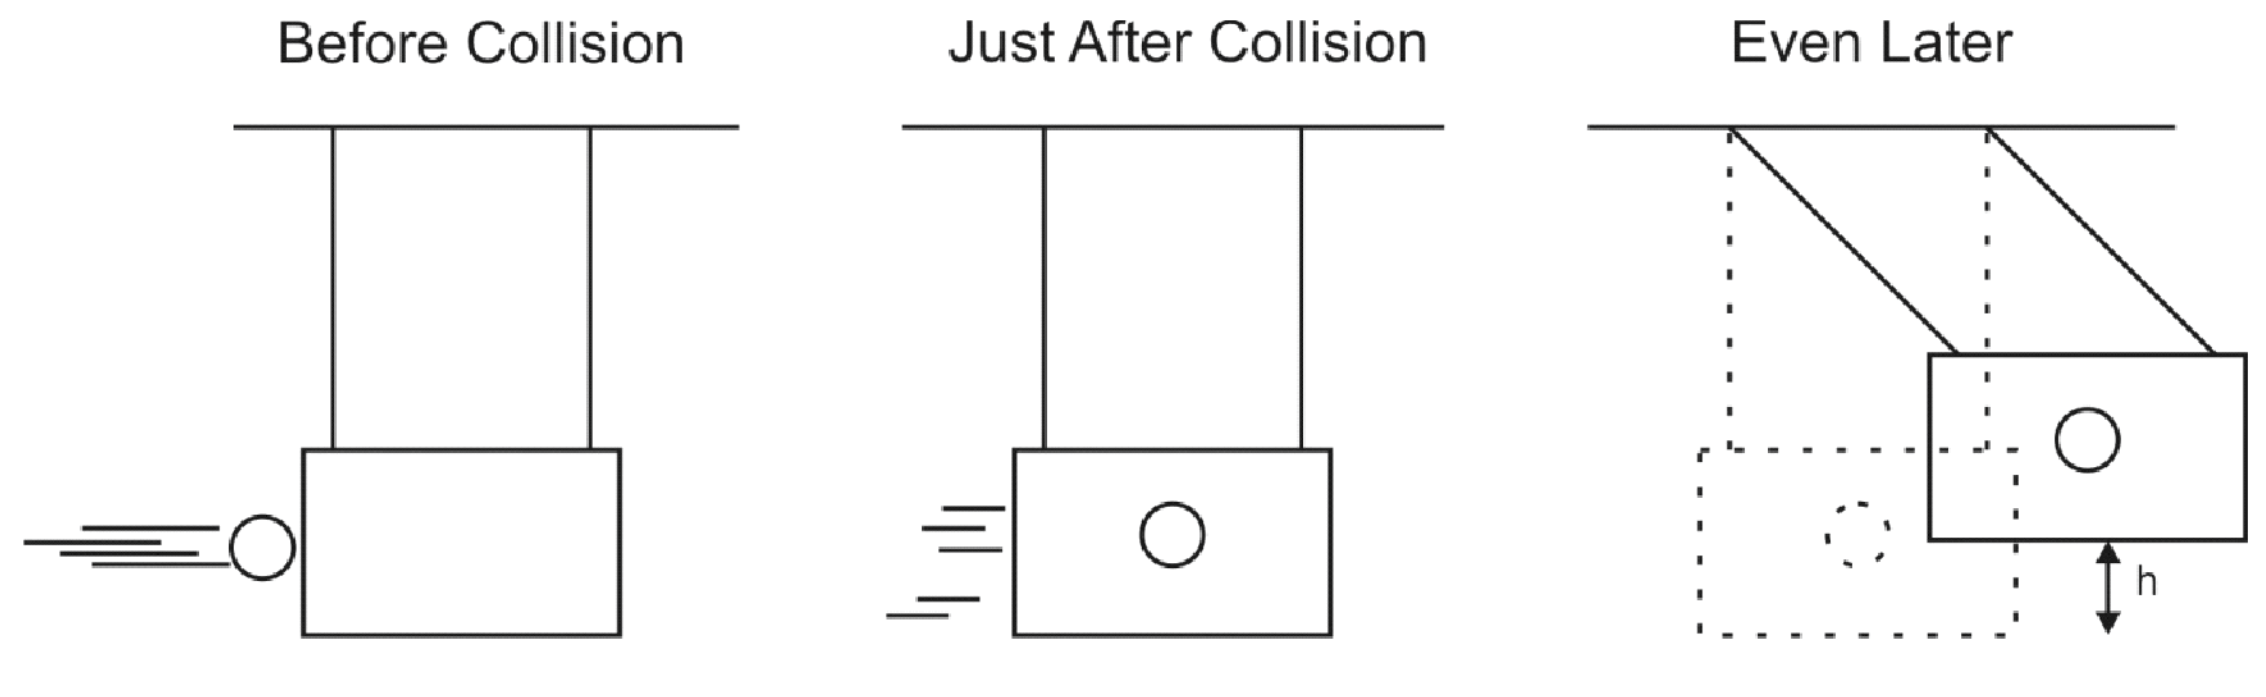 Before Collision
Just After Collision
Even Later
h